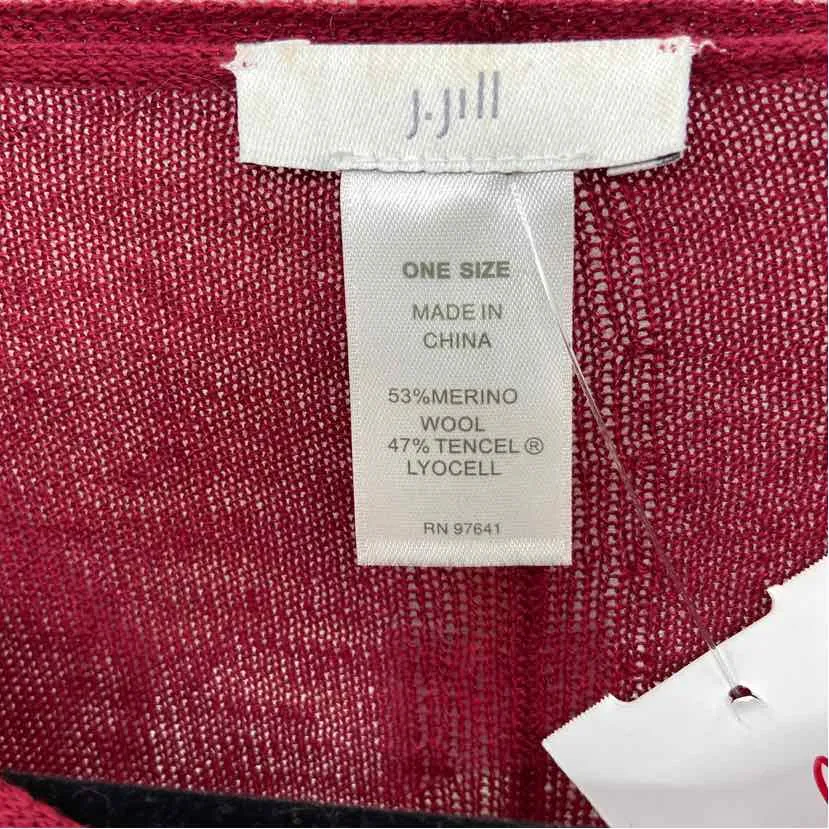 J.Jill
ONE SIZE
MADE IN
CHINA
53%MERINO
WOOL
47% TENCEL®
LYOCELL
RN 97641